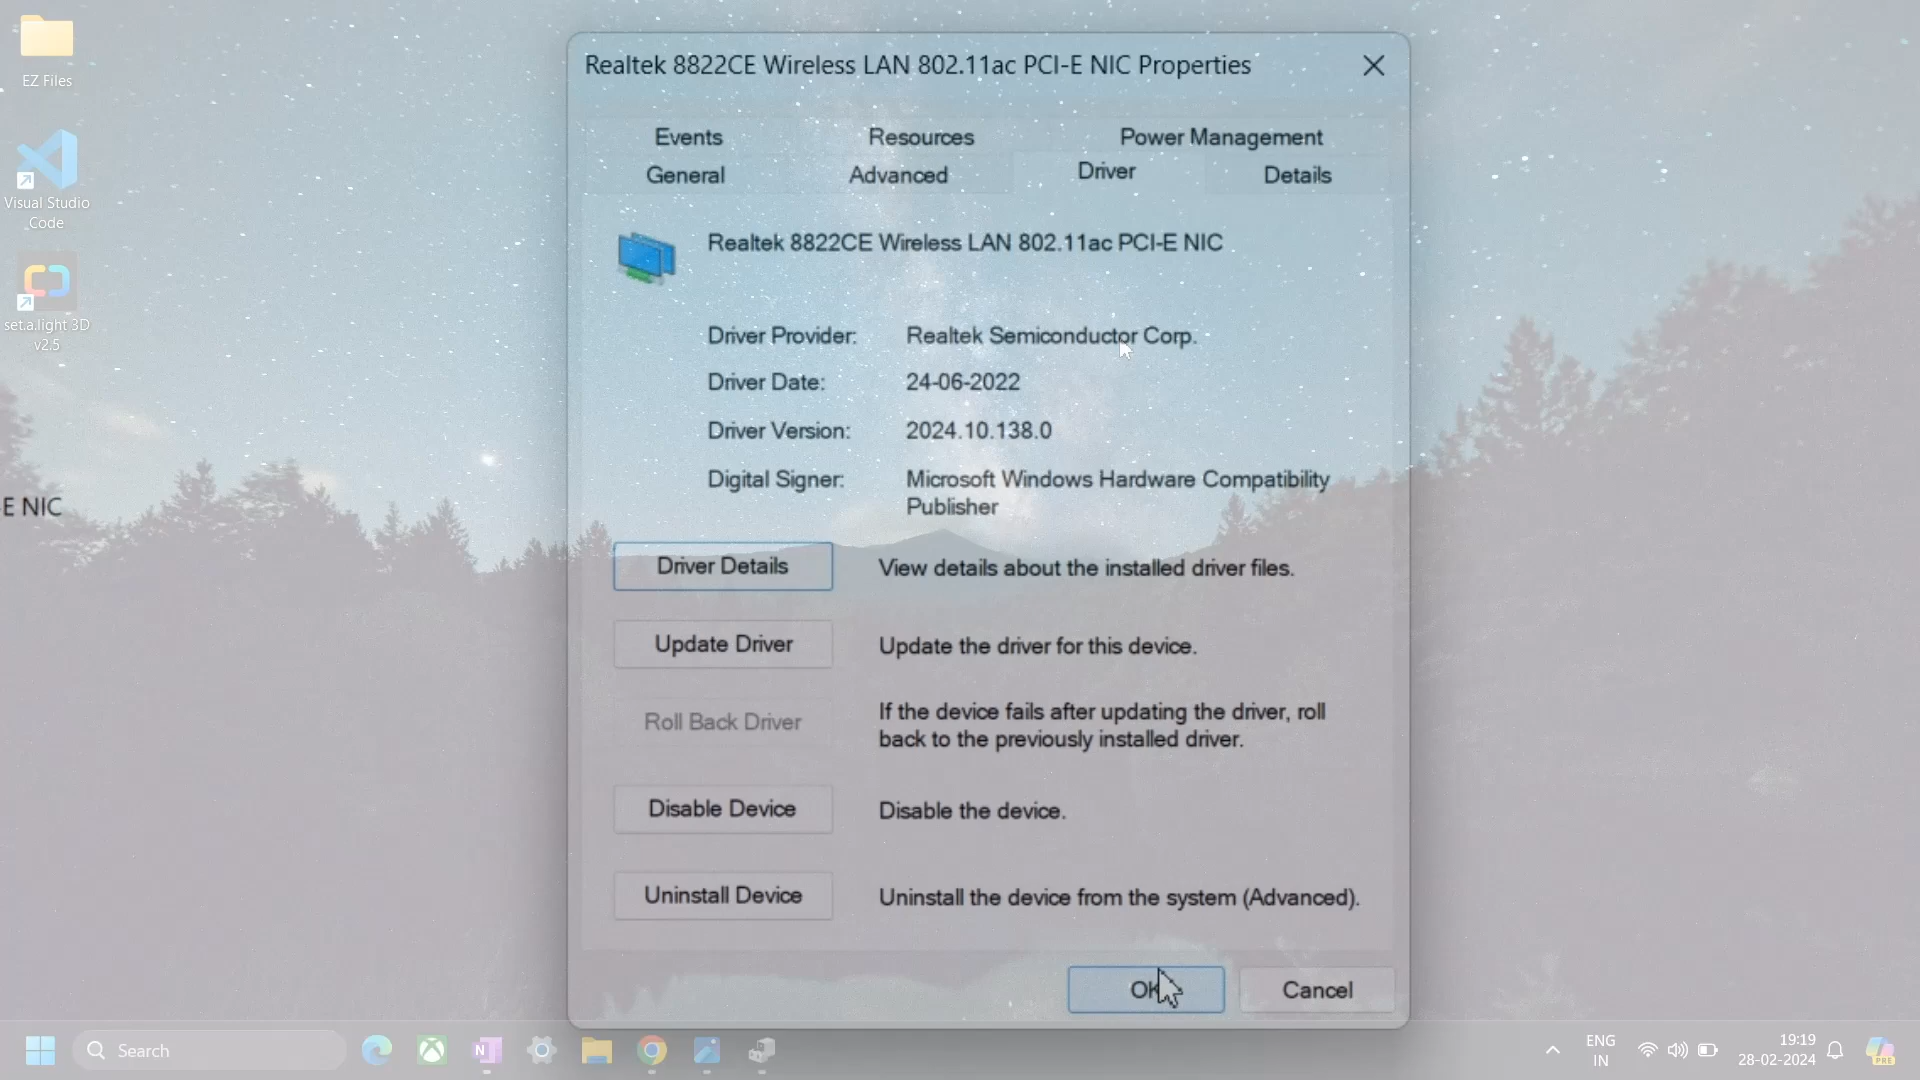 EZ Files
Visual Studio
Code
set.a.light 3D
v2.5
E NIC
Realtek 8822CE Wireless LAN 802.11ac PCI-E NIC Properties
Events Resources Power Management
General Advanced Driver Details
Realtek 8822CE Wireless LAN 802.11ac PCI-E NIC
Driver Provider: Realtek Semiconductor Corp.
Driver Date: 24-06-2022
Driver Version: 2024.10.138.0
Digital Signer: Microsoft Windows Hardware Compatibility
Publisher
Driver Details View details about the installed driver files.
Update Driver Update the driver for this device.
Roll Back Driver If the device fails after updating the driver, roll
back to the previously installed driver.
Disable Device Disable the device.
Uninstall Device Uninstall the device from the system (Advanced).
OK Cancel
Search
N
ENG
IN
19:19
28-02-2024
PRE